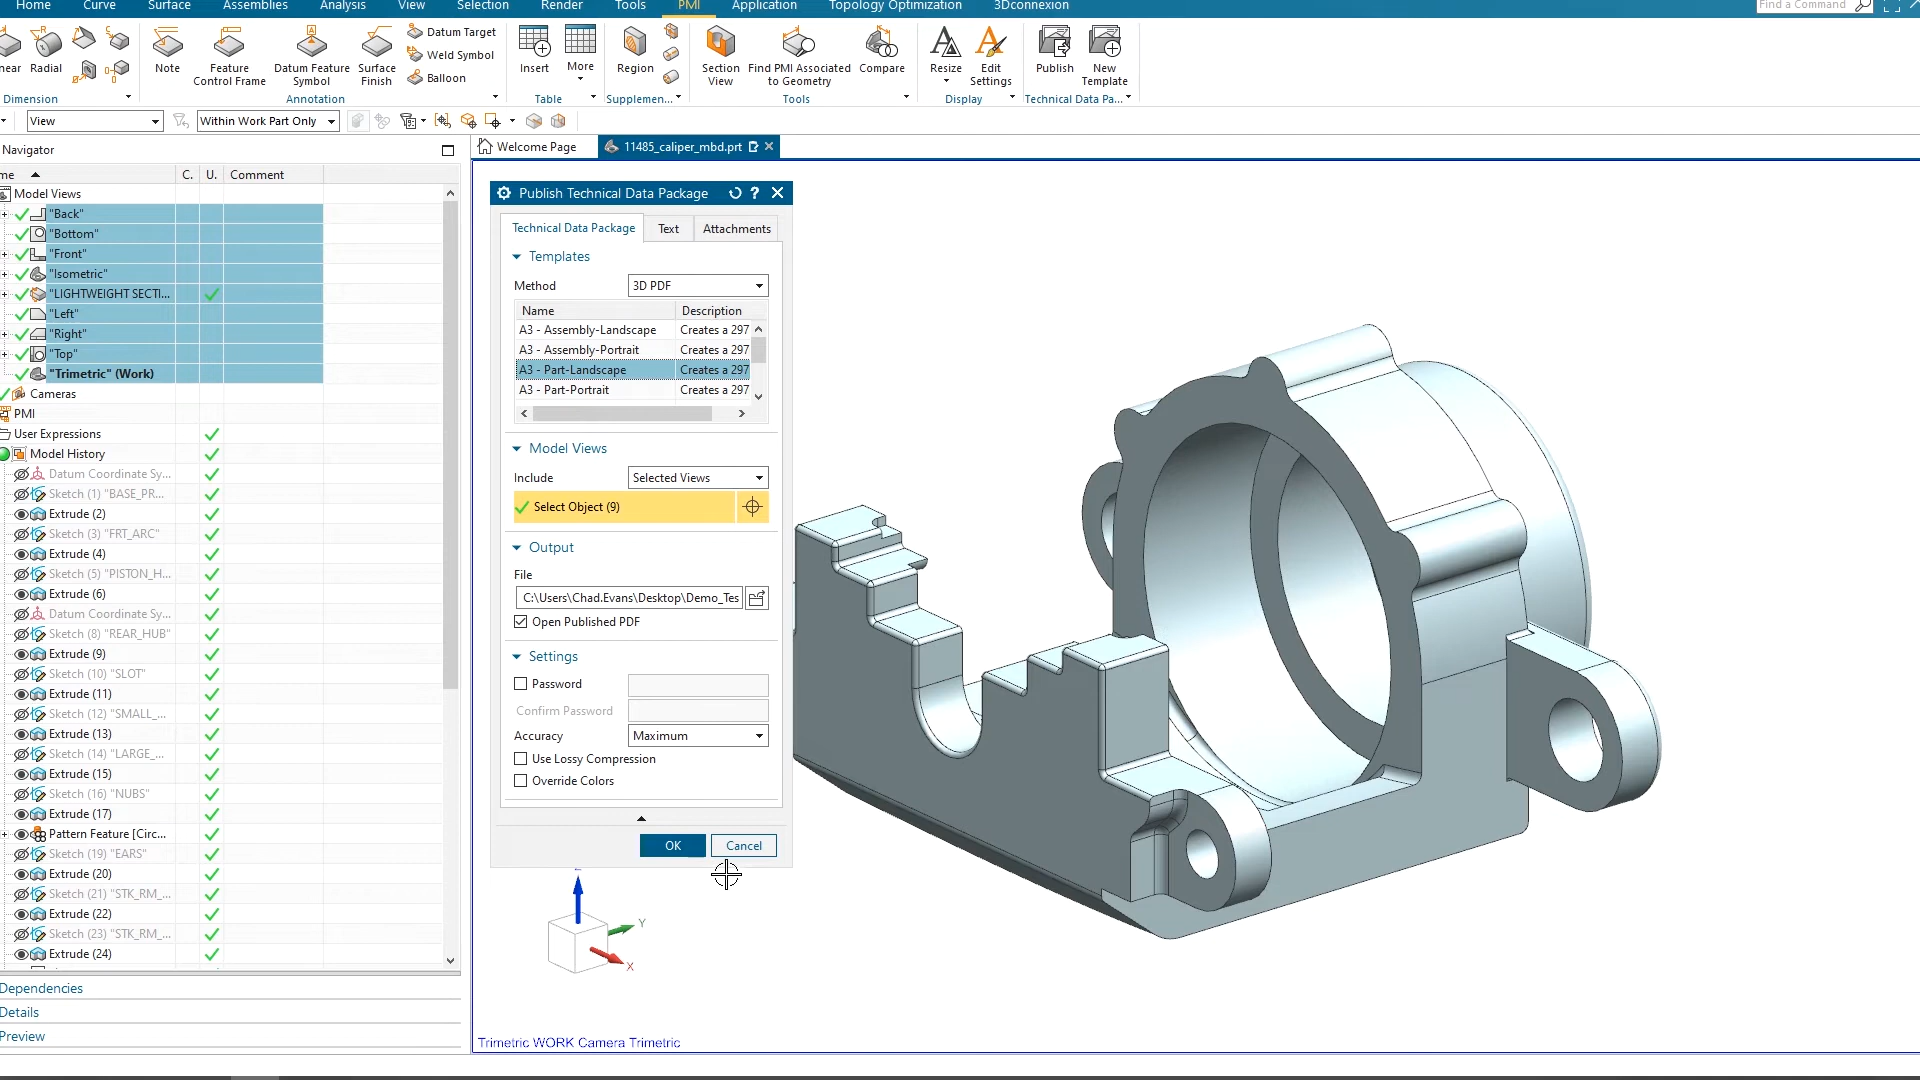 Home Curve Surface Assemblies Analysis View Selection Render Tools PMI Application Topology Optimization 3Dconnexion Find a Command
Radial
Note
Feature
Control Frame
Datum Feature
Symbol
Surface
Finish
Datum Target
Weld Symbol
Balloon
Insert
More
Region
Section
View
Find PMI Associated
to Geometry
Compare
Resize
Edit
Settings
Publish
New
Template
Dimension Annotation Table Supplemen... Tools Display Technical Data Pa...
View Within Work Part Only
Navigator
Welcome Page 11485_caliper_mbd.prt
C. U. Comment
Model Views
"Back"
"Bottom"
"Front"
"Isometric"
"LIGHTWEIGHT SECTI...
"Left"
"Right"
"Top"
"Trimetric" (Work)
Cameras
PMI
User Expressions
Model History
Datum Coordinate Sy...
Sketch (1) "BASE_PR...
Extrude (2)
Sketch (3) "FRT_ARC"
Extrude (4)
Sketch (5) "PISTON_H...
Extrude (6)
Datum Coordinate Sy...
Sketch (8) "REAR_HUB"
Extrude (9)
Sketch (10) "SLOT"
Extrude (11)
Sketch (12) "SMALL_...
Extrude (13)
Sketch (14) "LARGE_...
Extrude (15)
Sketch (16) "NUBS"
Extrude (17)
Pattern Feature [Circ...
Sketch (19) "EARS"
Extrude (20)
Sketch (21) "STK_RM_...
Extrude (22)
Sketch (23) "STK_RM_...
Extrude (24)
Dependencies
Details
Preview
Publish Technical Data Package ?
Technical Data Package Text Attachments
Templates
Method 3D PDF
Name Description
A3 - Assembly-Landscape Creates a 297
A3 - Assembly-Portrait Creates a 297
A3 - Part-Landscape Creates a 297
A3 - Part-Portrait Creates a 297
Model Views
Include Selected Views
Select Object (9)
Output
File
C:\Users\Chad.Evans\Desktop\Demo_Tes
Open Published PDF
Settings
Password
Confirm Password
Accuracy Maximum
Use Lossy Compression
Override Colors
OK Cancel
Y
X
Trimetric WORK Camera Trimetric